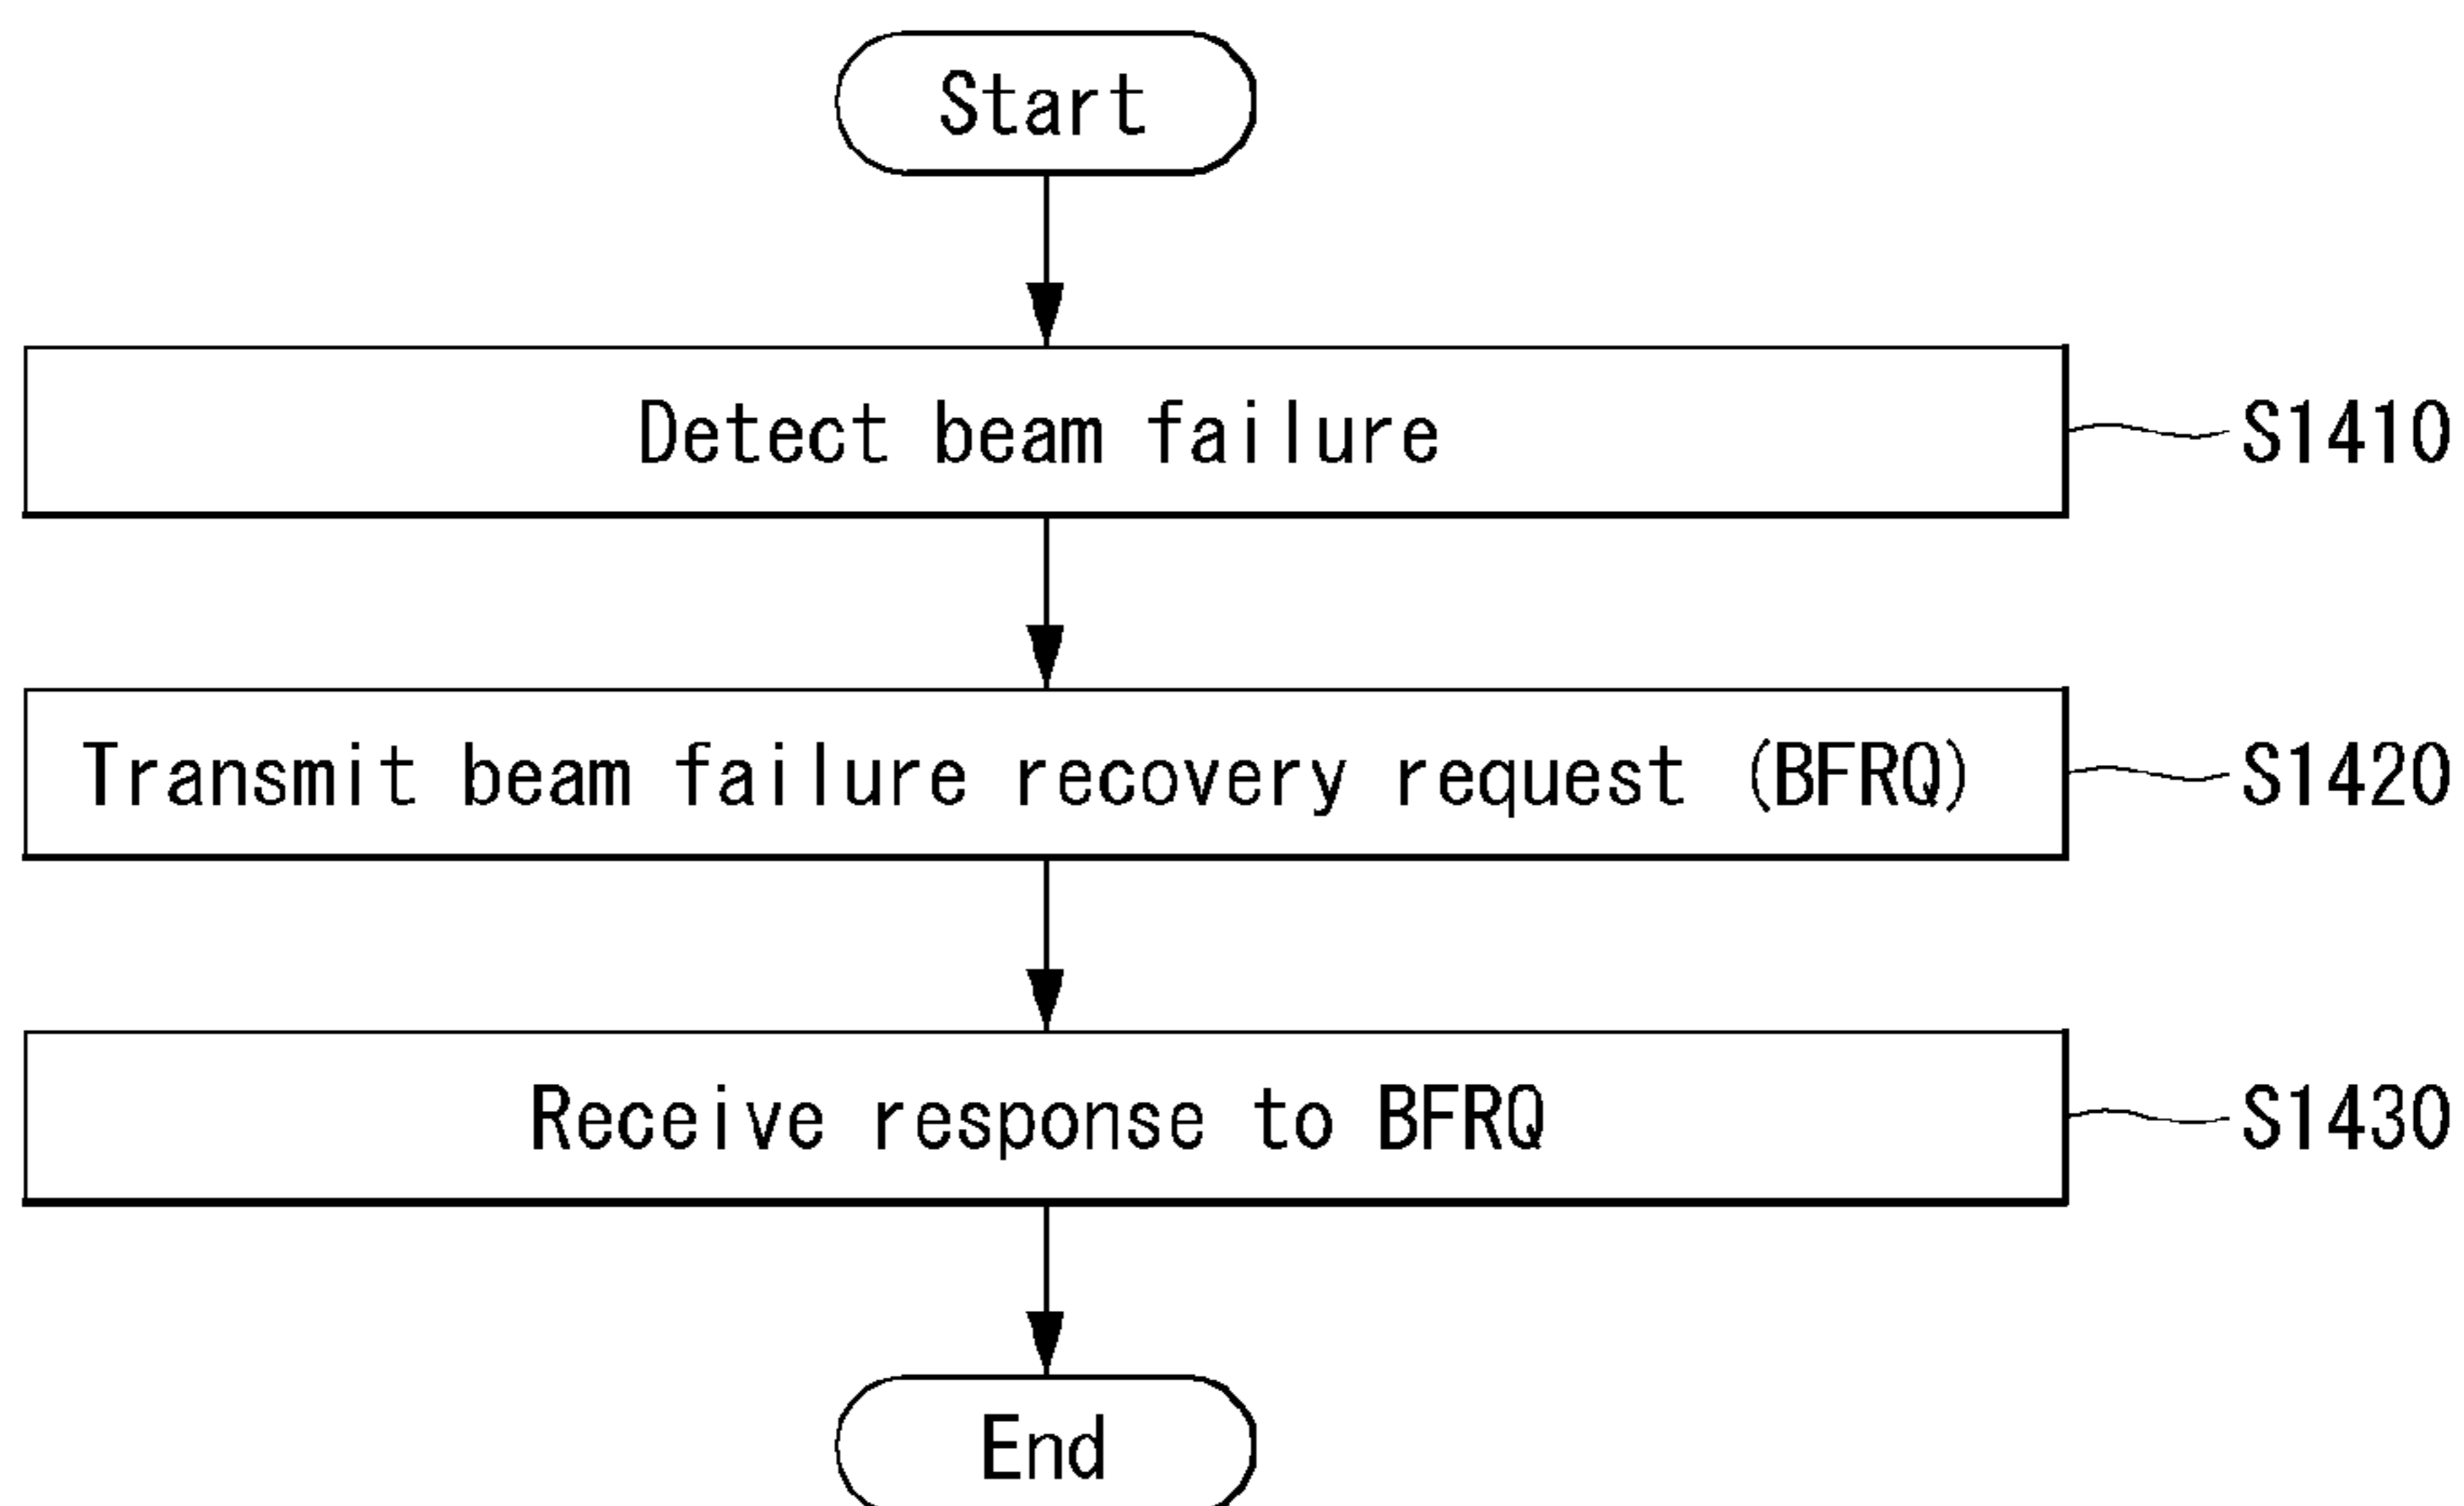 Start
Detect beam failure
S1410
Transmit beam failure recovery request (BFRQ)
S1420
Receive response to BFRQ
S1430
End